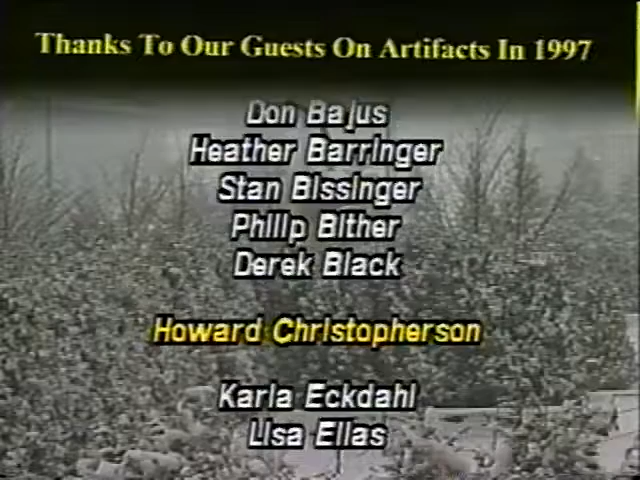 Thanks To Our Guests On Artifacts In 1997
Don Bajus
Heather Barringer
Stan Bissinger
Philip Bither
Derek Black
Howard Christopherson
Karla Eckdahl
Lisa Elias